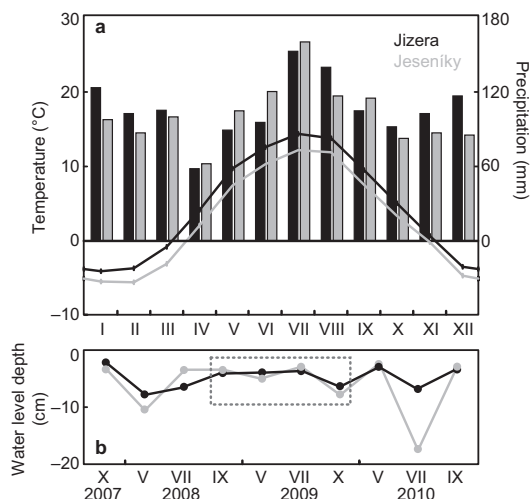 30
20
10
0
–10
Temperature (°C)
a
Jizera
Jeseníky
180
120
60
0
Precipitation (mm)
I II III IV V VI VII VIII IX X XI XII
0
–10
–20
Water level depth
(cm)
b
X V VII IX V VII X V VII IX
2007 2008 2009 2010